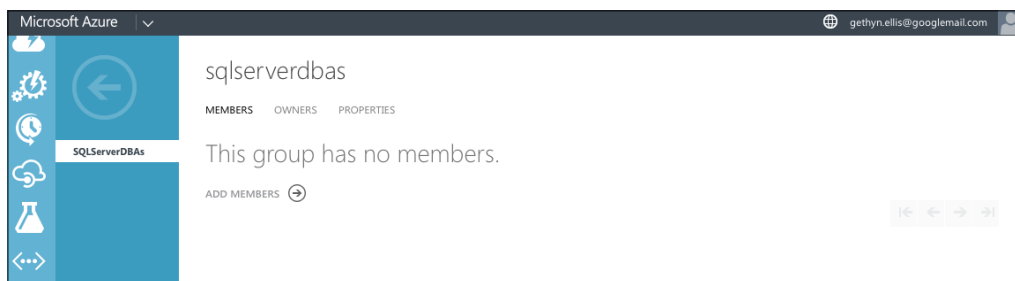 Microsoft Azure
gethyn.ellis@googlemail.com
sqlserverdbas
MEMBERS OWNERS PROPERTIES
SQLServerDBAs
This group has no members.
ADD MEMBERS